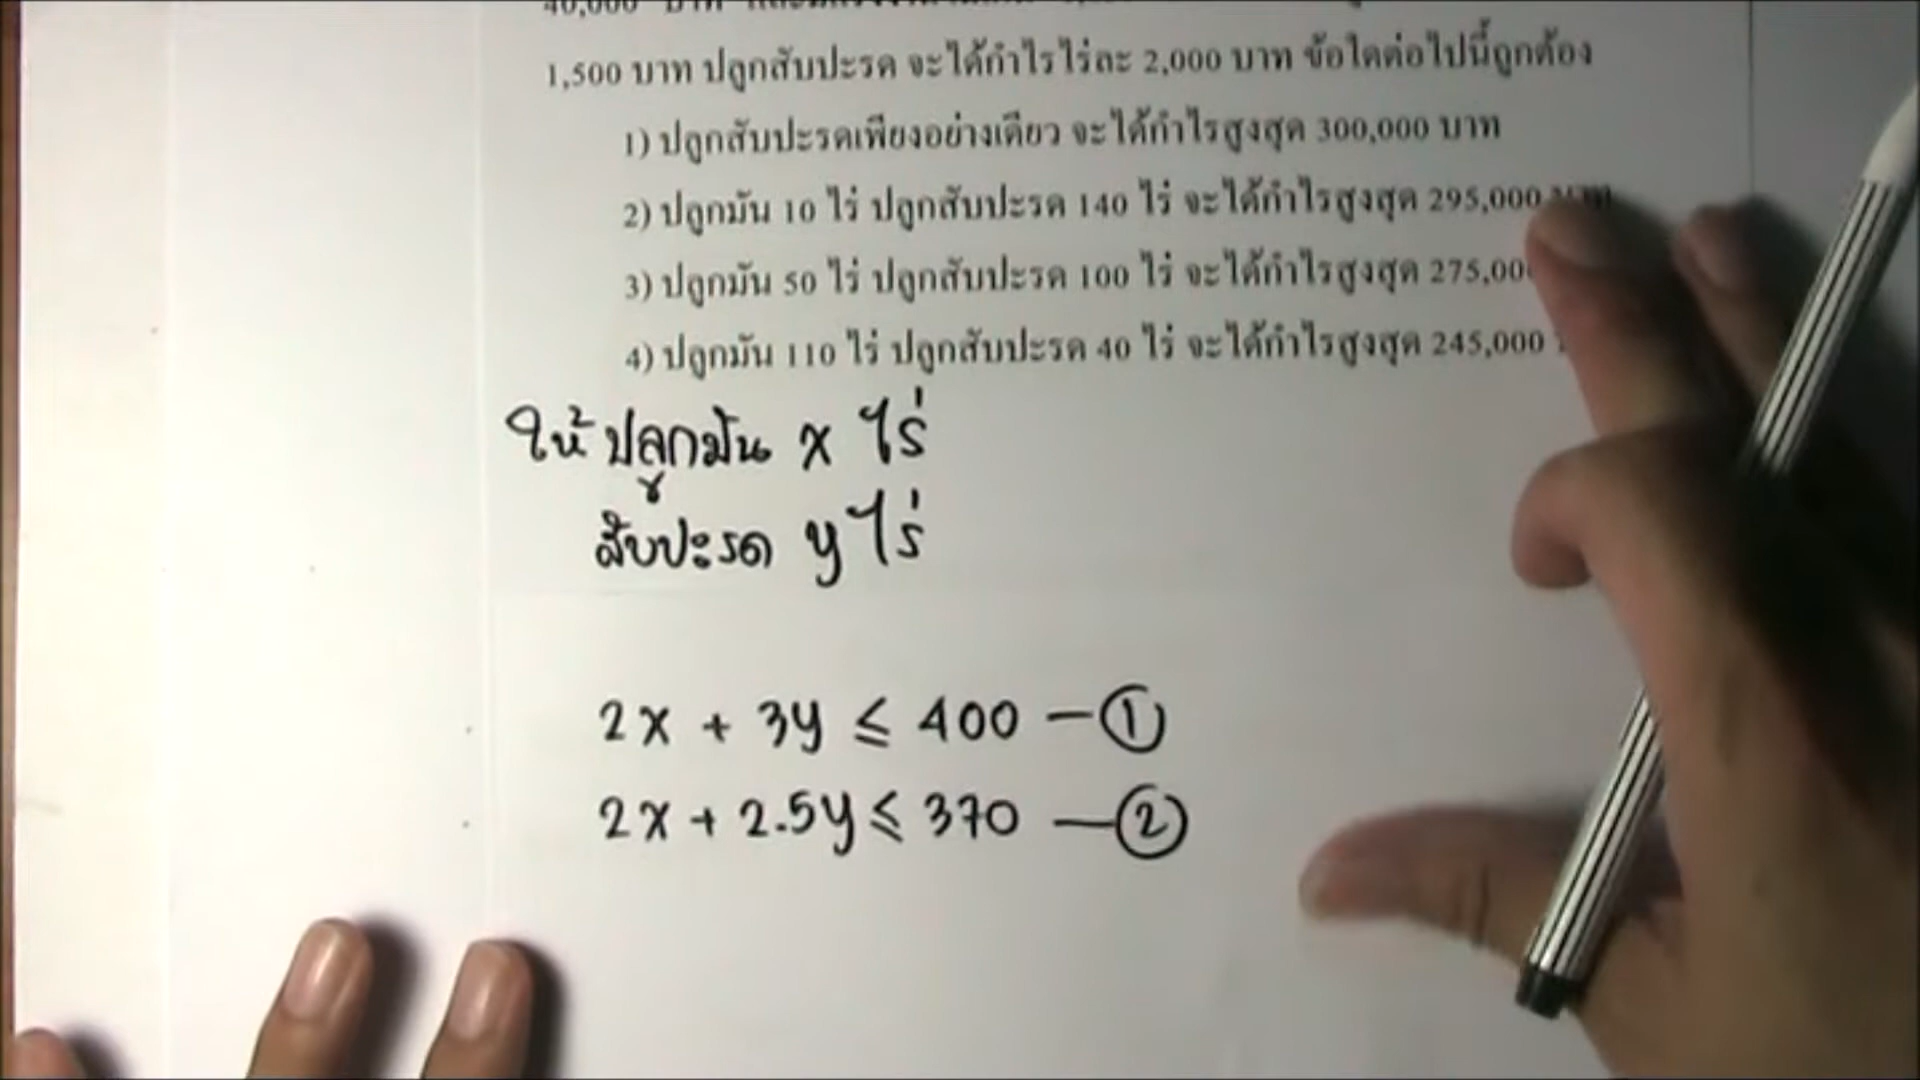 40,000 บาท
1,500 บาท ปลูกสับปะรด จะได้กำไรไร่ละ 2,000 บาท ข้อใดต่อไปนี้ถูกต้อง
1) ปลูกสับปะรดเพียงอย่างเดียว จะได้กำไรสูงสุด 300,000 บาท
2) ปลูกมัน 10 ไร่ ปลูกสับปะรด 140 ไร่ จะได้กำไรสูงสุด 295,000 บาท
3) ปลูกมัน 50 ไร่ ปลูกสับปะรด 100 ไร่ จะได้กำไรสูงสุด 275,00
4) ปลูกมัน 110 ไร่ ปลูกสับปะรด 40 ไร่ จะได้กำไรสูงสุด 245,000
ให้ ปลูกมัน x ไร่
สับปะรด y ไร่
2x + 3y ≤ 400 — ①
2x + 2.5y ≤ 370 — ②